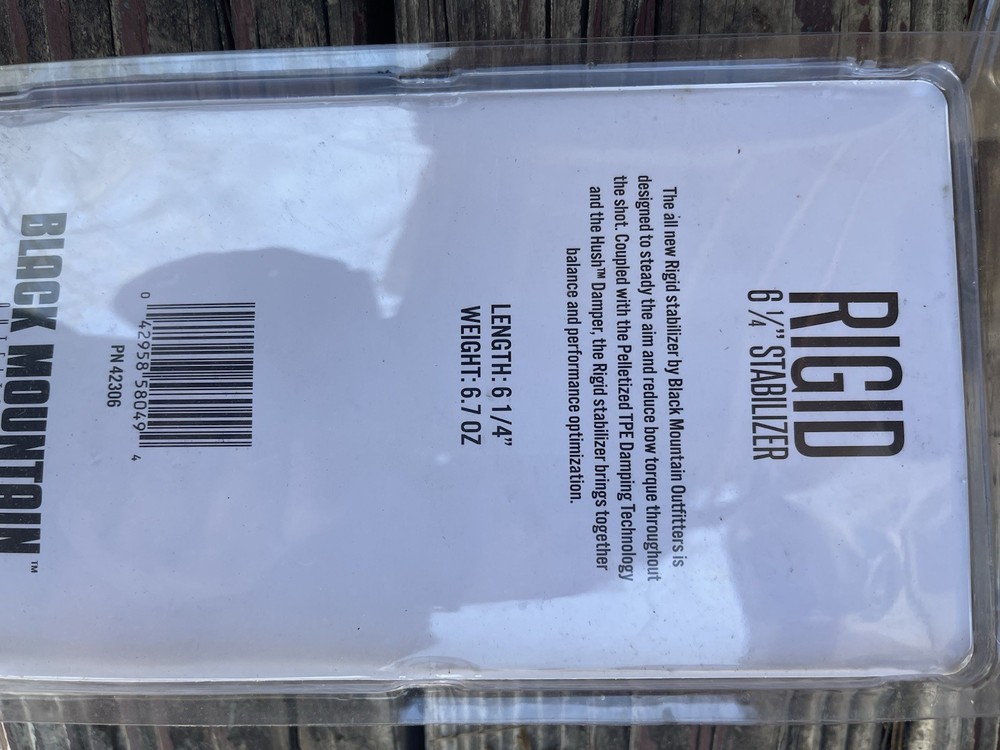 RIGID
6 ¼” STABILIZER
The all new Rigid stabilizer by Black Mountain Outfitters is
designed to steady the aim and reduce bow torque throughout
the shot. Coupled with the Pelletized TPE Damping Technology
and the Hush™ Damper, the Rigid stabilizer brings together
balance and performance optimization.
LENGTH: 6 1/4”
WEIGHT: 6.7 OZ
0 42958 58049 4
PN 42306
BLACK MOUNTAIN™